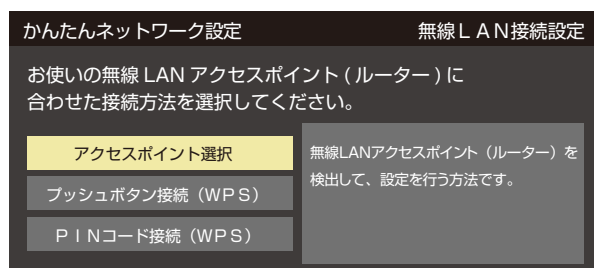 かんたんネットワーク設定
無線ＬＡＮ接続設定
お使いの無線 LAN アクセスポイント ( ルーター ) に
合わせた接続方法を選択してください。
アクセスポイント選択
プッシュボタン接続（ＷＰＳ）
ＰＩＮコード接続（ＷＰＳ）
無線LANアクセスポイント（ルーター）を
検出して、設定を行う方法です。